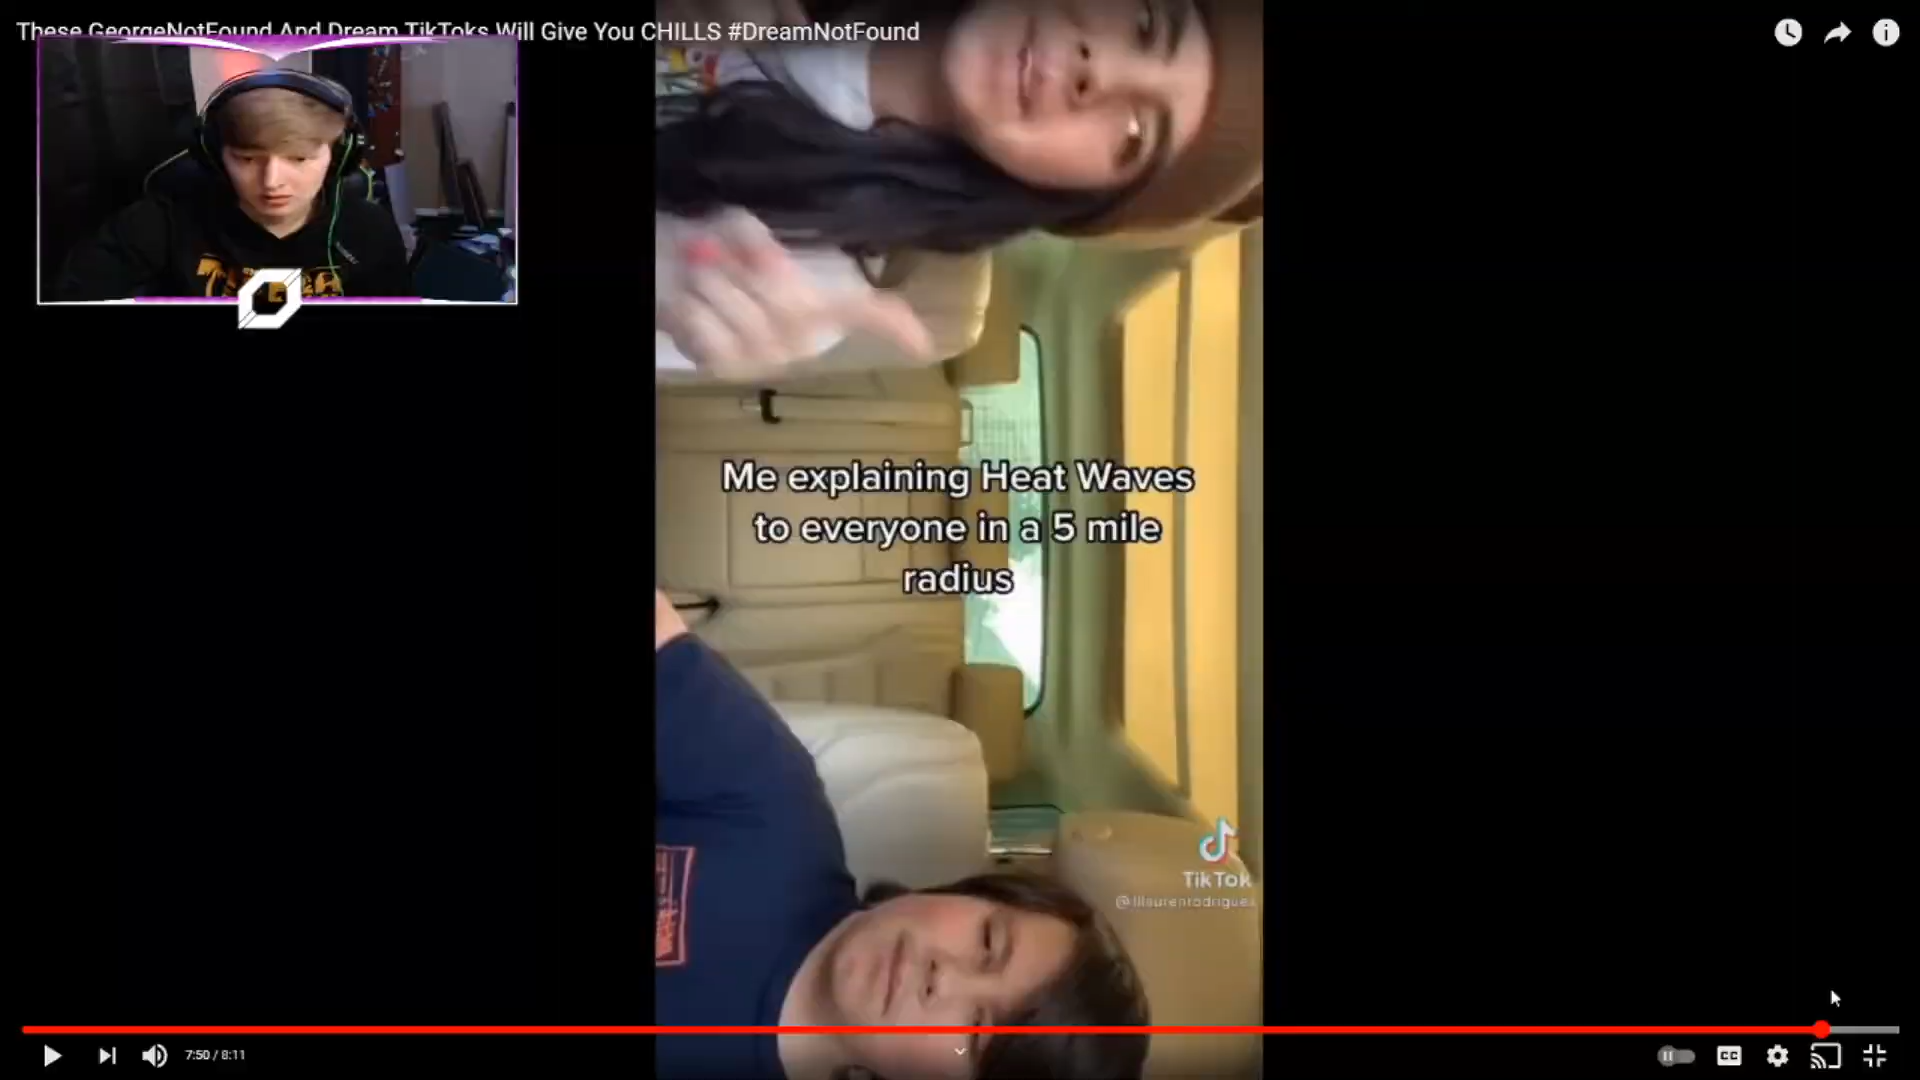 These GeorgeNotFound And Dream TikToks Will Give You CHILLS #DreamNotFound
Me explaining Heat Waves
to everyone in a 5 mile
radius
TikTok
7:50 / 8:11
CC